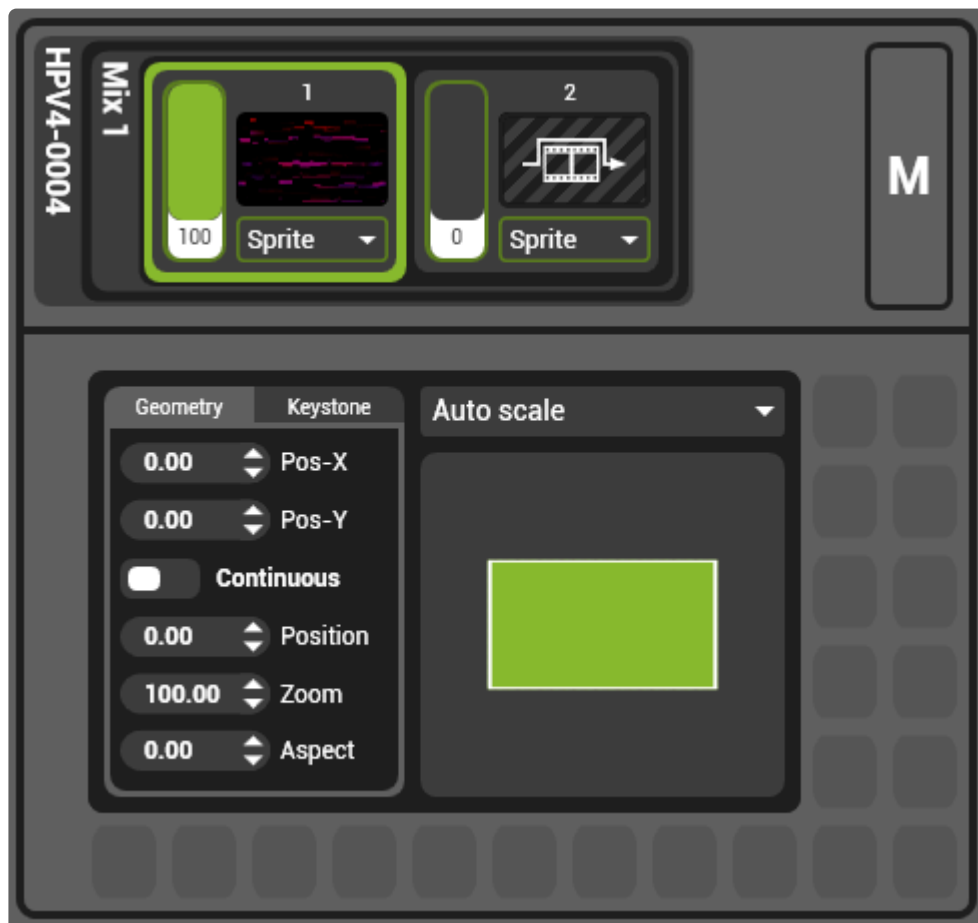 HPV4-0004
Mix 1
1
100
Sprite
2
0
Sprite
M
Geometry
Keystone
0.00 Pos-X
0.00 Pos-Y
Continuous
0.00 Position
100.00 Zoom
0.00 Aspect
Auto scale